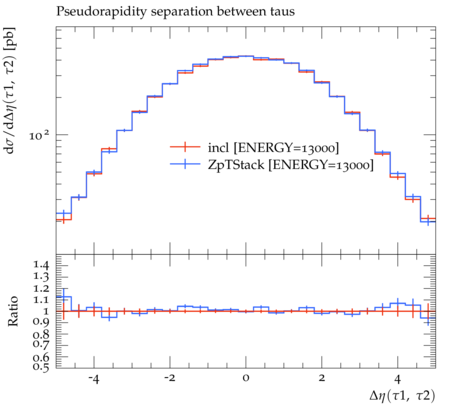 Pseudorapidity separation between taus
dσ/dΔη(τ1, τ2) [pb]
10²
incl [ENERGY=13000]
ZpTStack [ENERGY=13000]
Ratio
1.4
1.3
1.2
1.1
1
0.9
0.8
0.7
0.6
0.5
-4 -2 0 2 4
Δη(τ1, τ2)